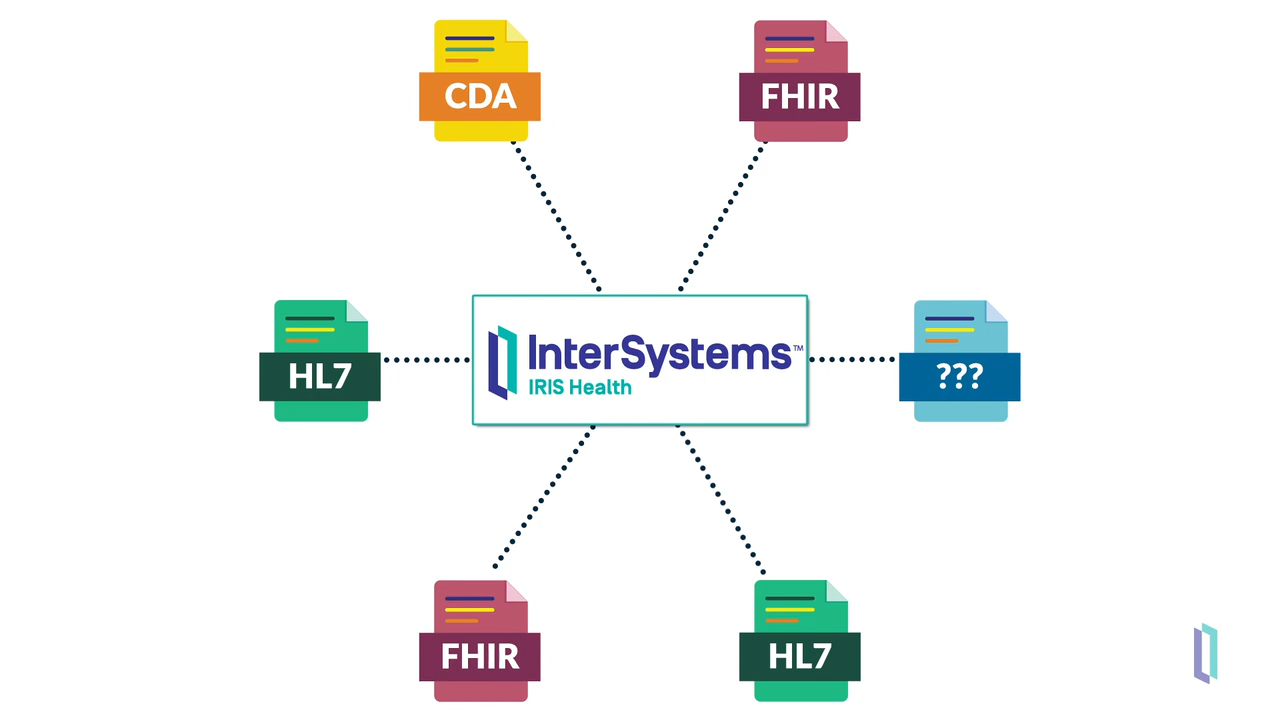 CDA
FHIR
HL7
InterSystems™
IRIS Health
???
FHIR
HL7